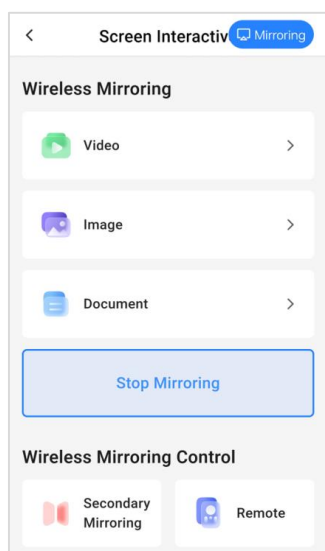 Screen Interactiv
Mirroring
Wireless Mirroring
Video
Image
Document
Stop Mirroring
Wireless Mirroring Control
Secondary
Mirroring
Remote